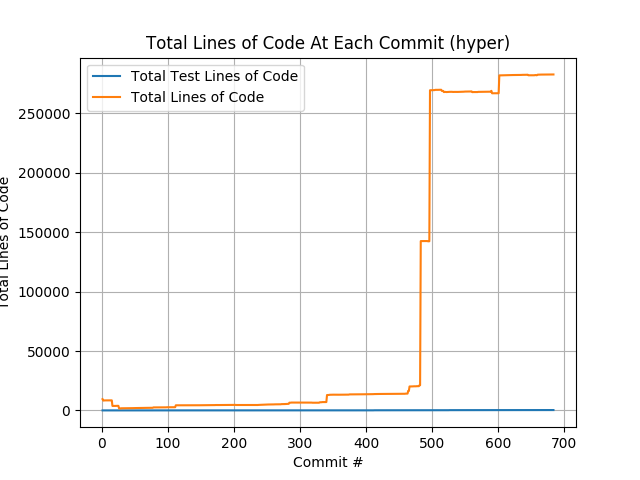 Total Lines of Code At Each Commit (hyper)
Total Test Lines of Code
Total Lines of Code
Total Lines of Code
250000
200000
150000
100000
50000
0
0 100 200 300 400 500 600 700
Commit #